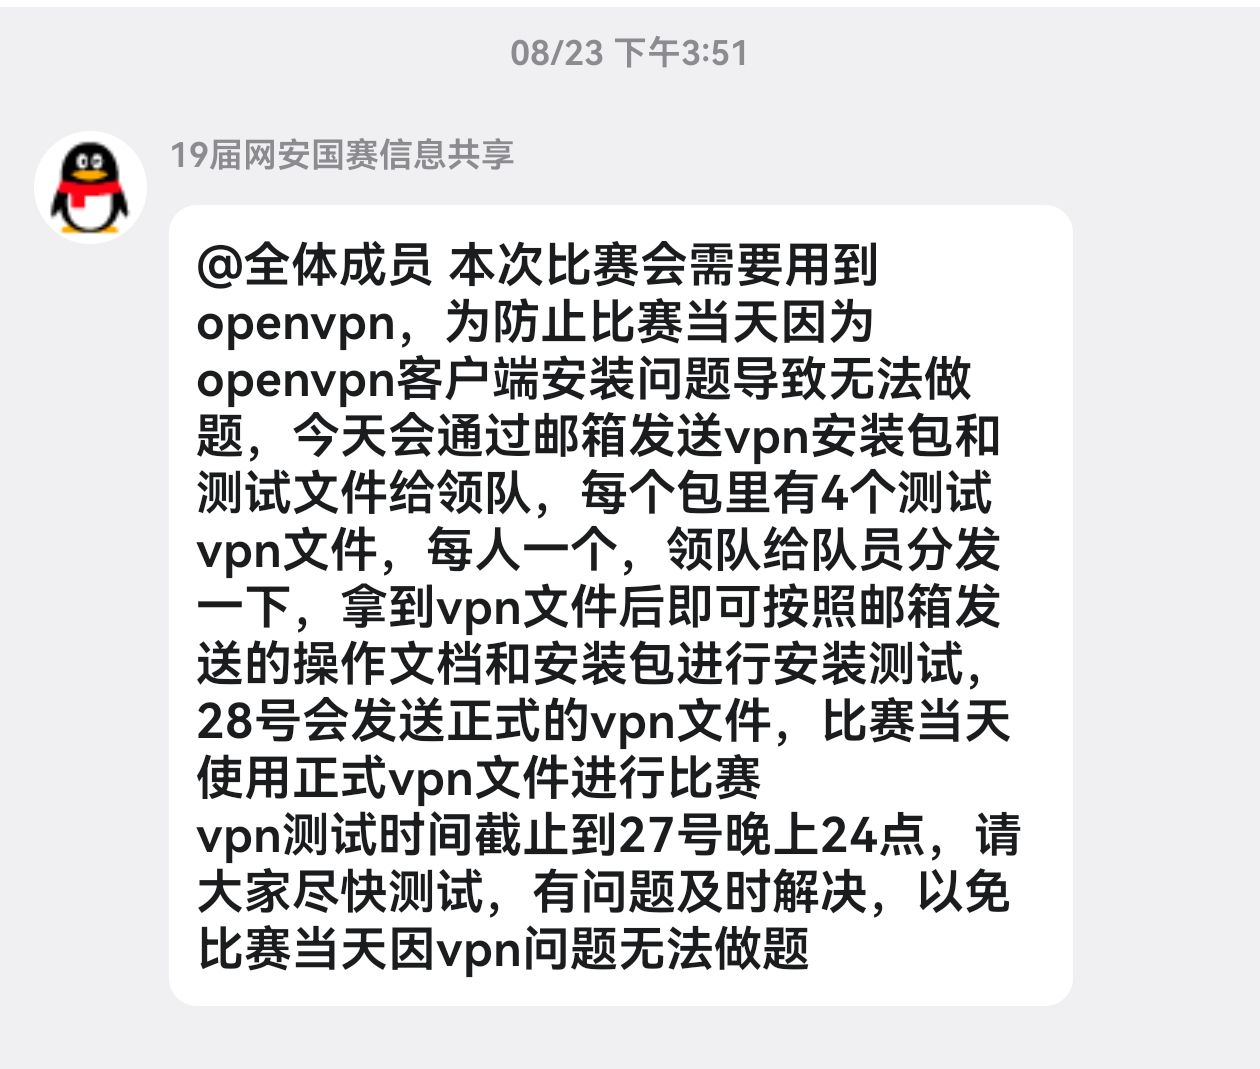 08/23 下午3:51
19届网安国赛信息共享
@全体成员 本次比赛会需要用到
openvpn，为防止比赛当天因为
openvpn客户端安装问题导致无法做
题，今天会通过邮箱发送vpn安装包和
测试文件给领队，每个包里有4个测试
vpn文件，每人一个，领队给队员分发
一下，拿到vpn文件后即可按照邮箱发
送的操作文档和安装包进行安装测试，
28号会发送正式的vpn文件，比赛当天
使用正式vpn文件进行比赛
vpn测试时间截止到27号晚上24点，请
大家尽快测试，有问题及时解决，以免
比赛当天因vpn问题无法做题